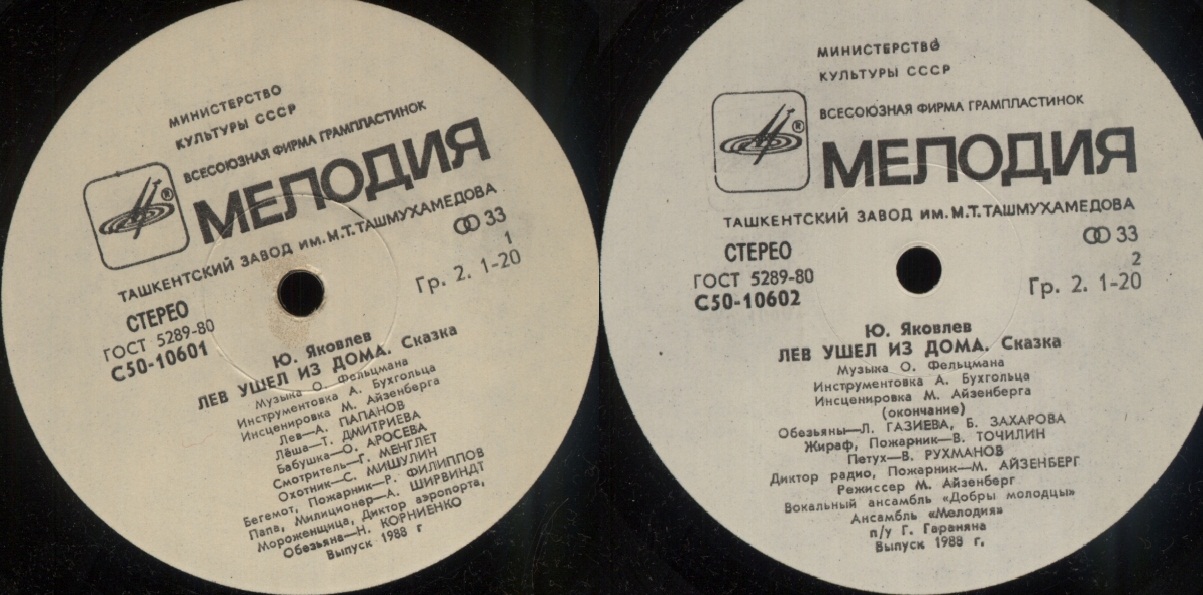 МИНИСТЕРСТВО
КУЛЬТУРЫ СССР
ВСЕСОЮЗНАЯ ФИРМА ГРАМПЛАСТИНОК
®
МЕЛОДИЯ
ТАШКЕНТСКИЙ ЗАВОД ИМ. М.Т. ТАШМУХАМЕДОВА
СТЕРЕО
33
ГОСТ 5289-80
1
С50-10601
Гр. 2. 1-20
Ю. Яковлев
ЛЕВ УШЕЛ ИЗ ДОМА. Сказка
Музыка О. Фельцмана
Инструментовка А. Бухгольца
Инсценировка М. Айзенберга
Лев—А. ПАПАНОВ
Лёша—Т. ДМИТРИЕВА
Бабушка—О. АРОСЕВА
Смотритель—Г. МЕНГЛЕТ
Охотник—С. МИШУЛИН
Бегемот, Пожарник—Р. ФИЛИППОВ
Папа, Милиционер—А. ШИРВИНДТ
Мороженщица, Диктор аэропорта,
Обезьяна—Н. КОРНИЕНКО
Выпуск 1988 г
МИНИСТЕРСТВО
КУЛЬТУРЫ СССР
ВСЕСОЮЗНАЯ ФИРМА ГРАМПЛАСТИНОК
®
МЕЛОДИЯ
ТАШКЕНТСКИЙ ЗАВОД ИМ. М.Т. ТАШМУХАМЕДОВА
СТЕРЕО
33
ГОСТ 5289-80
2
С50-10602
Гр. 2. 1-20
Ю. Яковлев
ЛЕВ УШЕЛ ИЗ ДОМА. Сказка
Музыка О. Фельцмана
Инструментовка А. Бухгольца
Инсценировка М. Айзенберга
(окончание)
Обезьяны—Л. ГАЗИЕВА, Б. ЗАХАРОВА
Жираф, Пожарник—В. ТОЧИЛИН
Петух—В. РУХМАНОВ
Диктор радио, Пожарник—М. АЙЗЕНБЕРГ
Режиссер М. Айзенберг
Вокальный ансамбль «Добры молодцы»
Ансамбль «Мелодия»
п/у Г. Гараняна
Выпуск 1988 г.